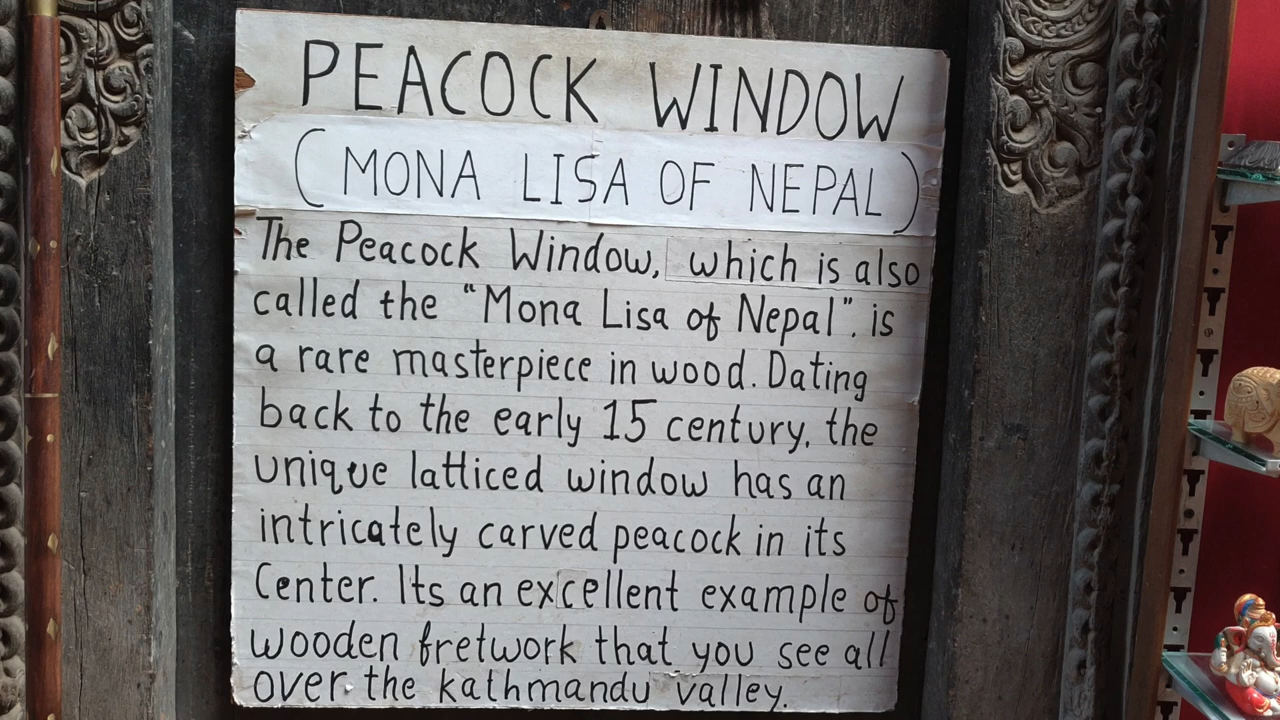 PEACOCK WINDOW
(MONA LISA OF NEPAL)
The Peacock Window, which is also
called the "Mona Lisa of Nepal". is
a rare masterpiece in wood. Dating
back to the early 15 century, the
unique latticed window has an
intricately carved peacock in its
Center. Its an excellent example of
wooden fretwork that you see all
over the kathmandu valley.